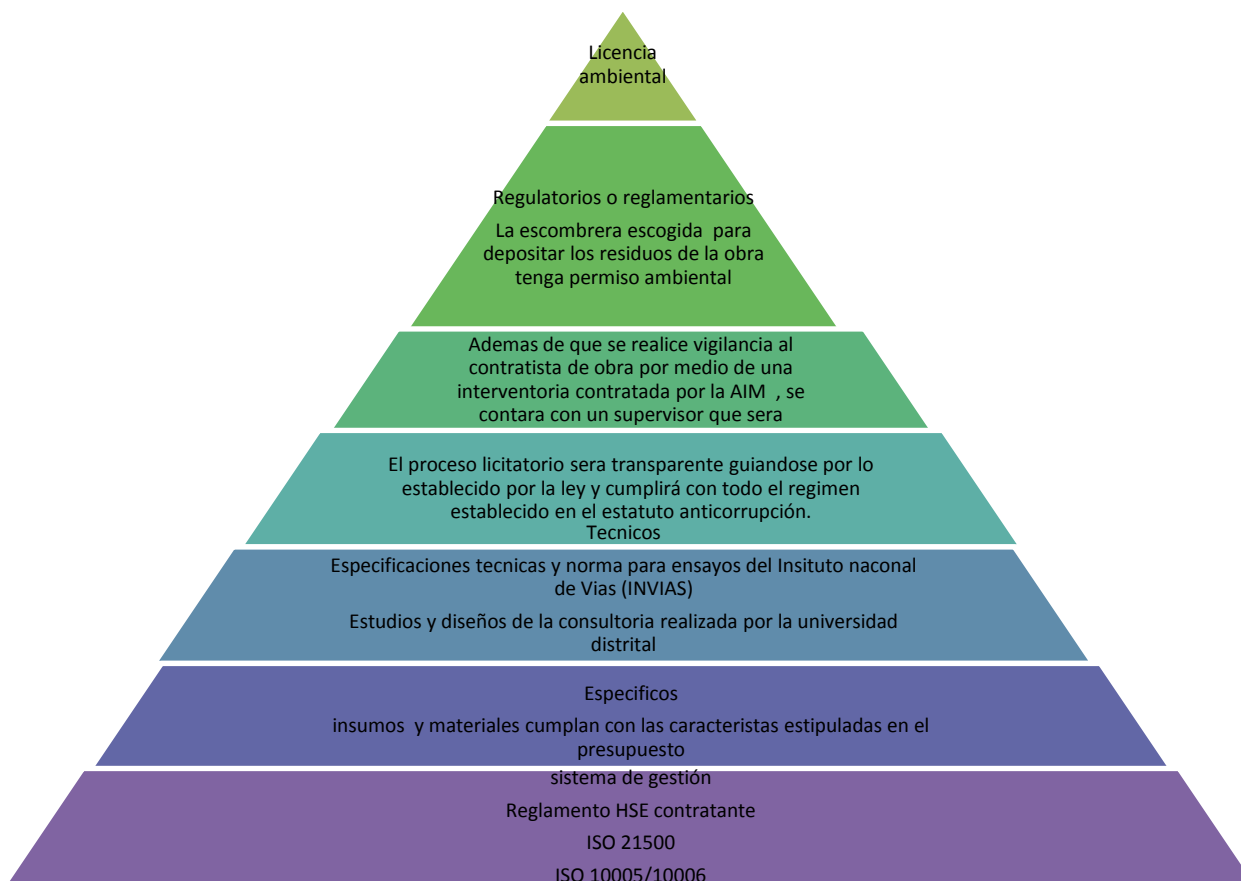 Licencia
ambiental
Regulatorios o reglamentarios
La escombrera escogida para
depositar los residuos de la obra
tenga permiso ambiental
Ademas de que se realice vigilancia al
contratista de obra por medio de una
interventoria contratada por la AIM , se
contara con un supervisor que sera
El proceso licitatorio sera transparente guiandose por lo
establecido por la ley y cumplirá con todo el regimen
establecido en el estatuto anticorrupción.
Tecnicos
Especificaciones tecnicas y norma para ensayos del Insituto naconal
de Vias (INVIAS)
Estudios y diseños de la consultoria realizada por la universidad
distrital
Especificos
insumos y materiales cumplan con las caracteristas estipuladas en el
presupuesto
sistema de gestión
Reglamento HSE contratante
ISO 21500
ISO 10005/10006